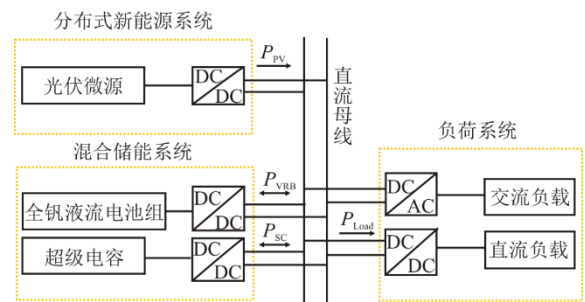 分布式新能源系统
光伏微源
DC
DC
P_PV
直流母线
混合储能系统
全钒液流电池组
DC
DC
P_VRB
超级电容
DC
DC
P_SC
负荷系统
P_Load
DC
AC
交流负载
DC
DC
直流负载